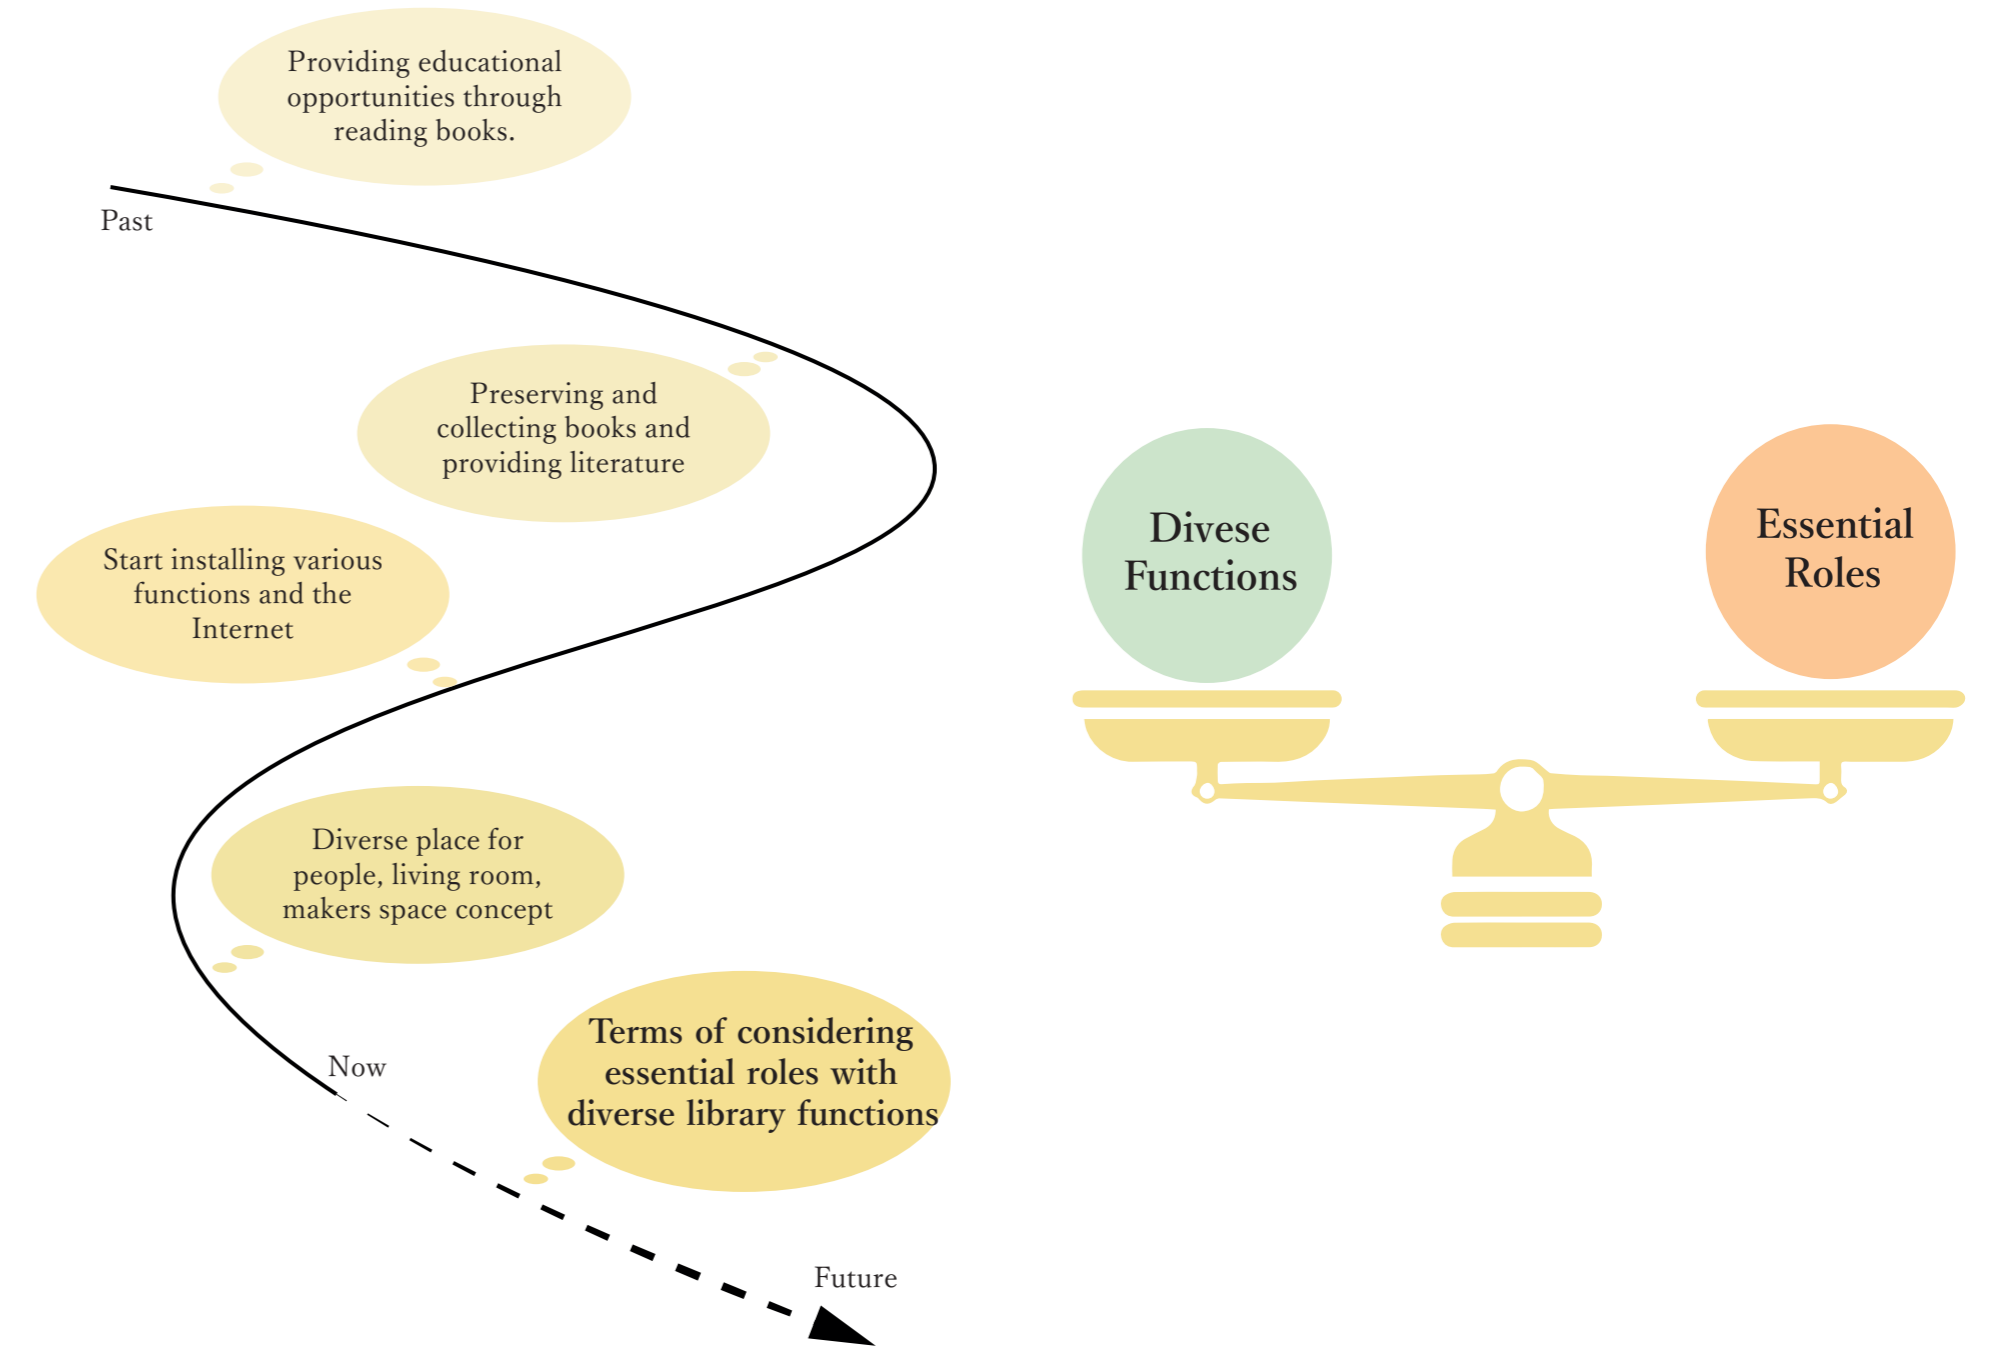 Providing educational
opportunities through
reading books.
Past
Preserving and
collecting books and
providing literature
Start installing various
functions and the
Internet
Diverse place for
people, living room,
makers space concept
Now
Terms of considering
essential roles with
diverse library functions
Future
Divese
Functions
Essential
Roles